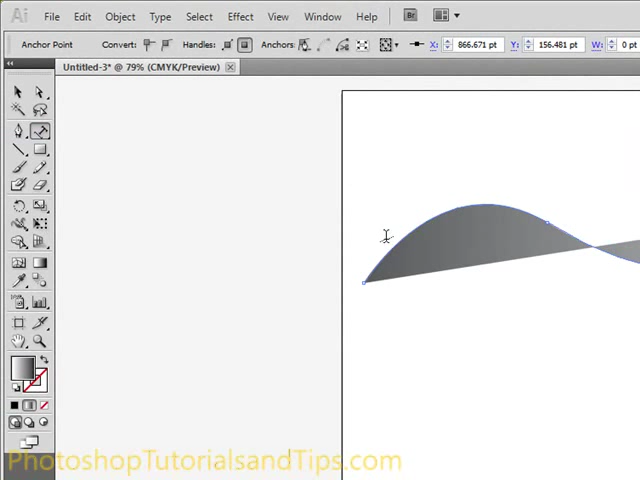 Ai File Edit Object Type Select Effect View Window Help Br
Anchor Point Convert: Handles: Anchors: X: 866.671 pt Y: 156.481 pt W: 0 pt
Untitled-3* @ 79% (CMYK/Preview)
PhotoshopTutorialsandTips.com